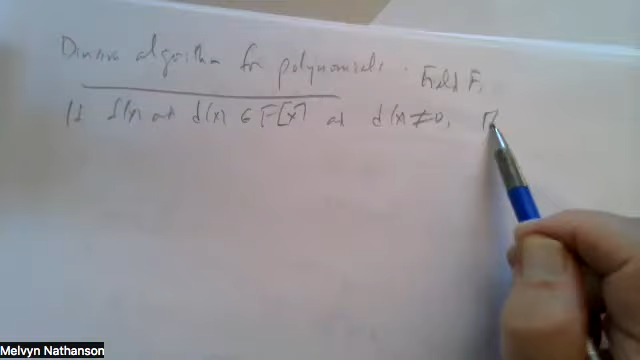 Division algorithm for polynomials. Field F.
If f(x) and d(x) ∈ F[x] and d(x) ≠ 0,
Melvyn Nathanson